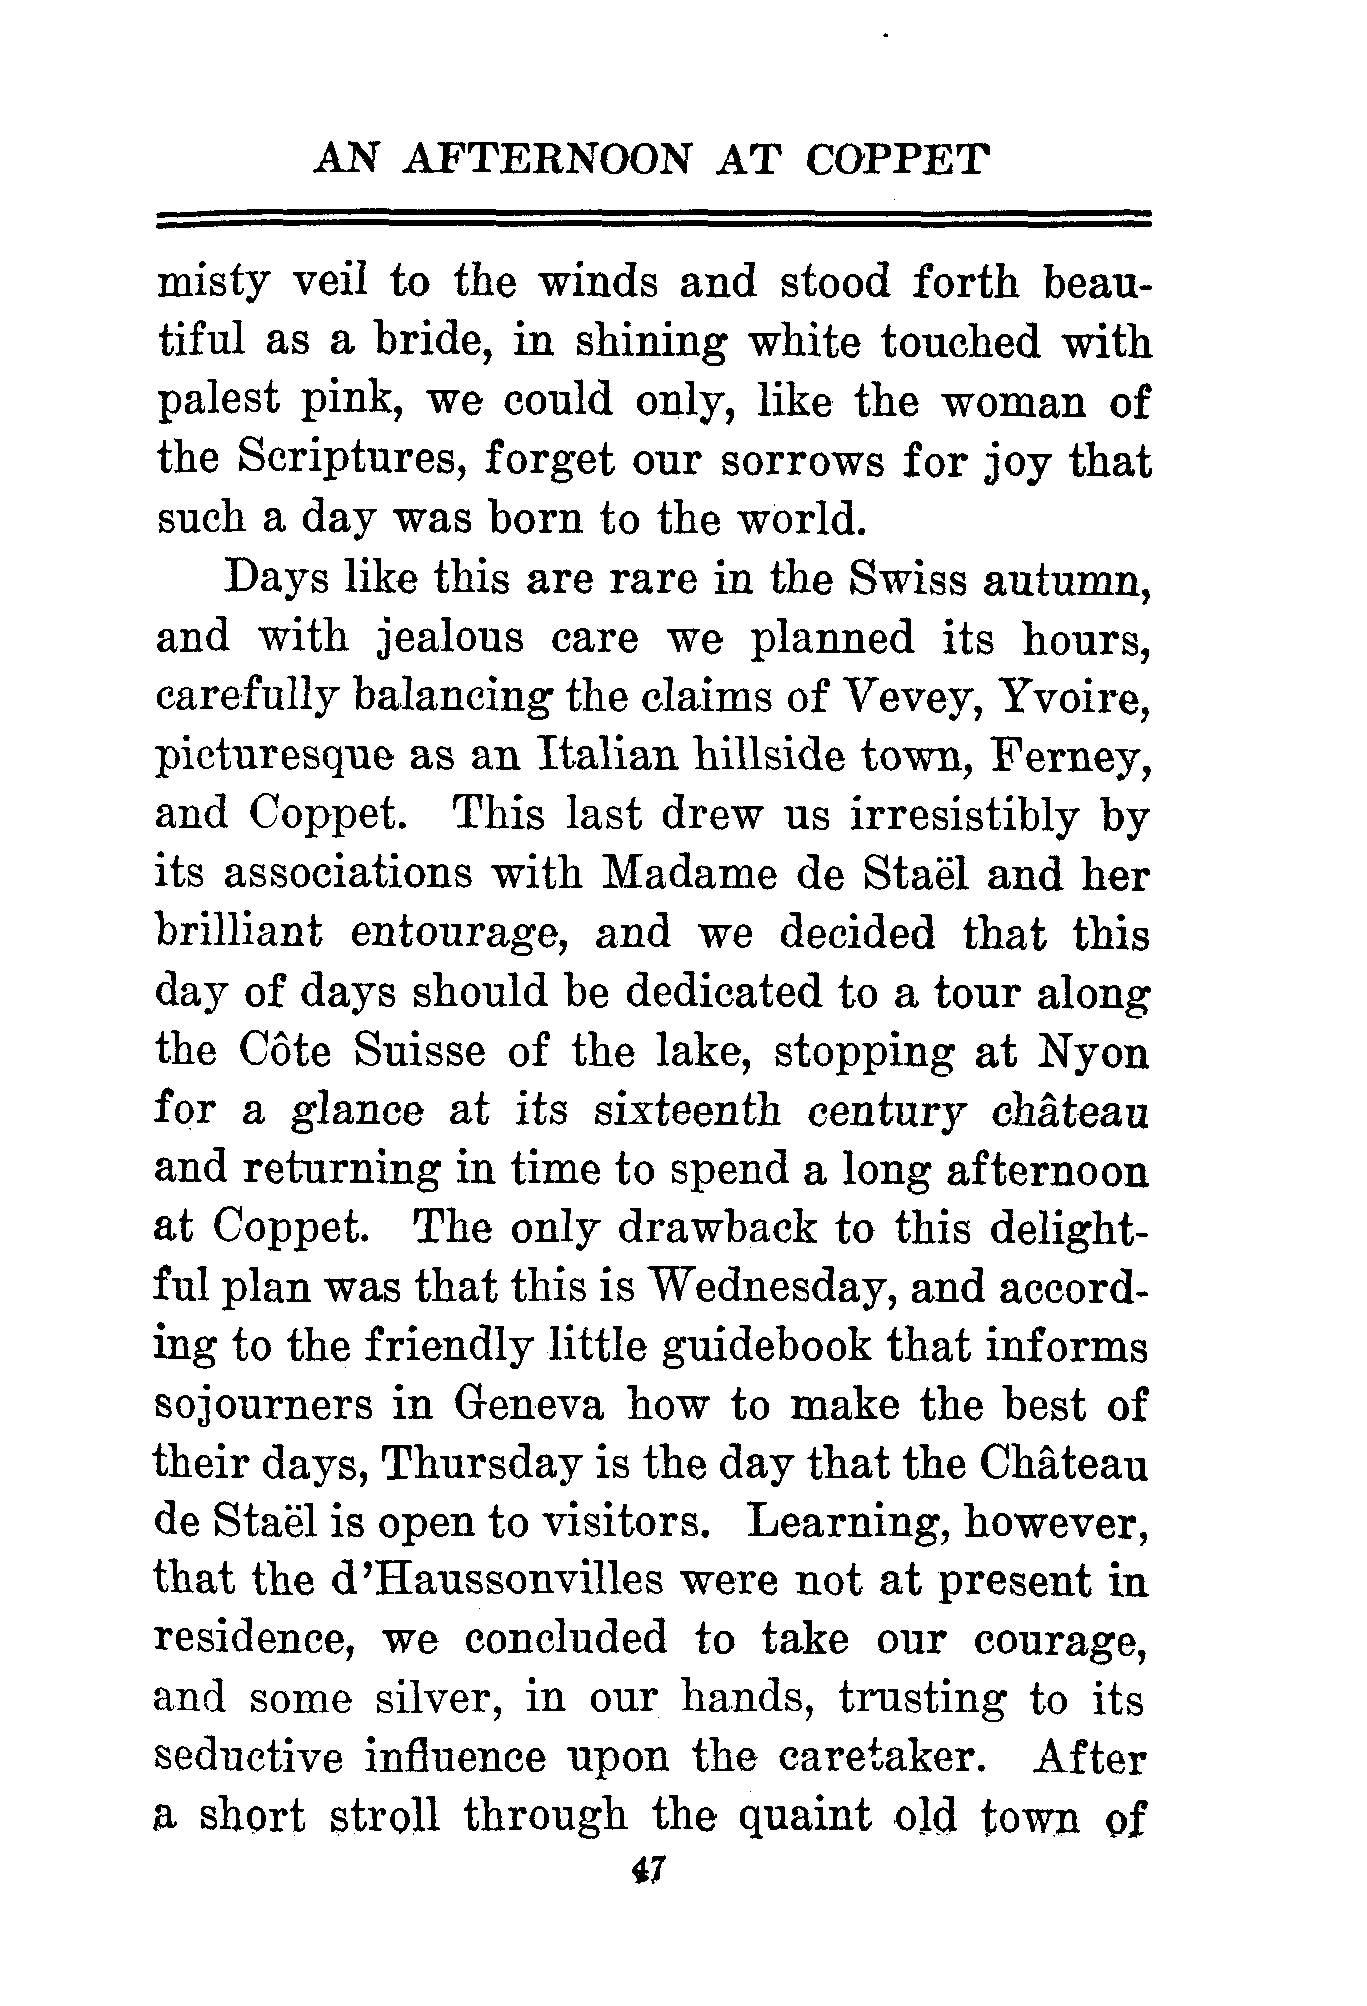 AN AFTERNOON AT COPPET
misty veil to the winds and stood forth beau-
tiful as a bride, in shining white touched with
palest pink, we could only, like the woman of
the Scriptures, forget our sorrows for joy that
such a day was born to the world.
Days like this are rare in the Swiss autumn,
and with jealous care we planned its hours,
carefully balancing the claims of Vevey, Yvoire,
picturesque as an Italian hillside town, Ferney,
and Coppet. This last drew us irresistibly by
its associations with Madame de Staël and her
brilliant entourage, and we decided that this
day of days should be dedicated to a tour along
the Côte Suisse of the lake, stopping at Nyon
for a glance at its sixteenth century château
and returning in time to spend a long afternoon
at Coppet. The only drawback to this delight-
ful plan was that this is Wednesday, and accord-
ing to the friendly little guidebook that informs
sojourners in Geneva how to make the best of
their days, Thursday is the day that the Château
de Staël is open to visitors. Learning, however,
that the d'Haussonvilles were not at present in
residence, we concluded to take our courage,
and some silver, in our hands, trusting to its
seductive influence upon the caretaker. After
a short stroll through the quaint old town of
47